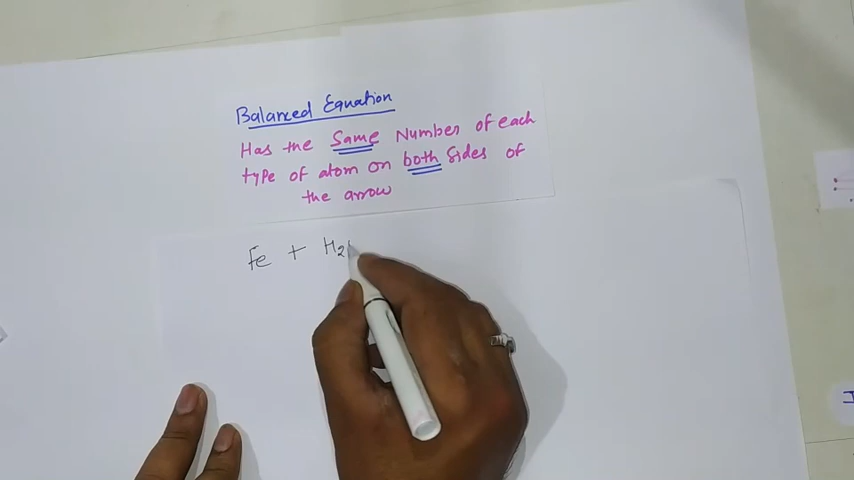 Balanced Equation
Has the Same Number of each
type of atom on both sides of
the arrow
Fe + H₂